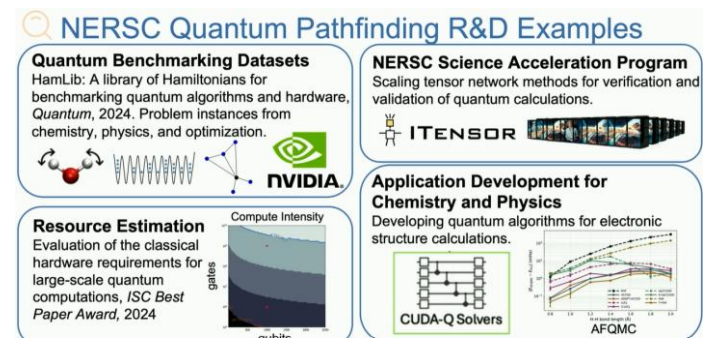 NERSC Quantum Pathfinding R&D Examples
Quantum Benchmarking Datasets
HamLib: A library of Hamiltonians for
benchmarking quantum algorithms and hardware,
Quantum, 2024. Problem instances from
chemistry, physics, and optimization.
NVIDIA.
Resource Estimation
Evaluation of the classical
hardware requirements for
large-scale quantum
computations, ISC Best
Paper Award, 2024
Compute Intensity
gates
qubits
NERSC Science Acceleration Program
Scaling tensor network methods for verification and
validation of quantum calculations.
ITENSOR
Application Development for
Chemistry and Physics
Developing quantum algorithms for electronic
structure calculations.
CUDA-Q Solvers
AFQMC